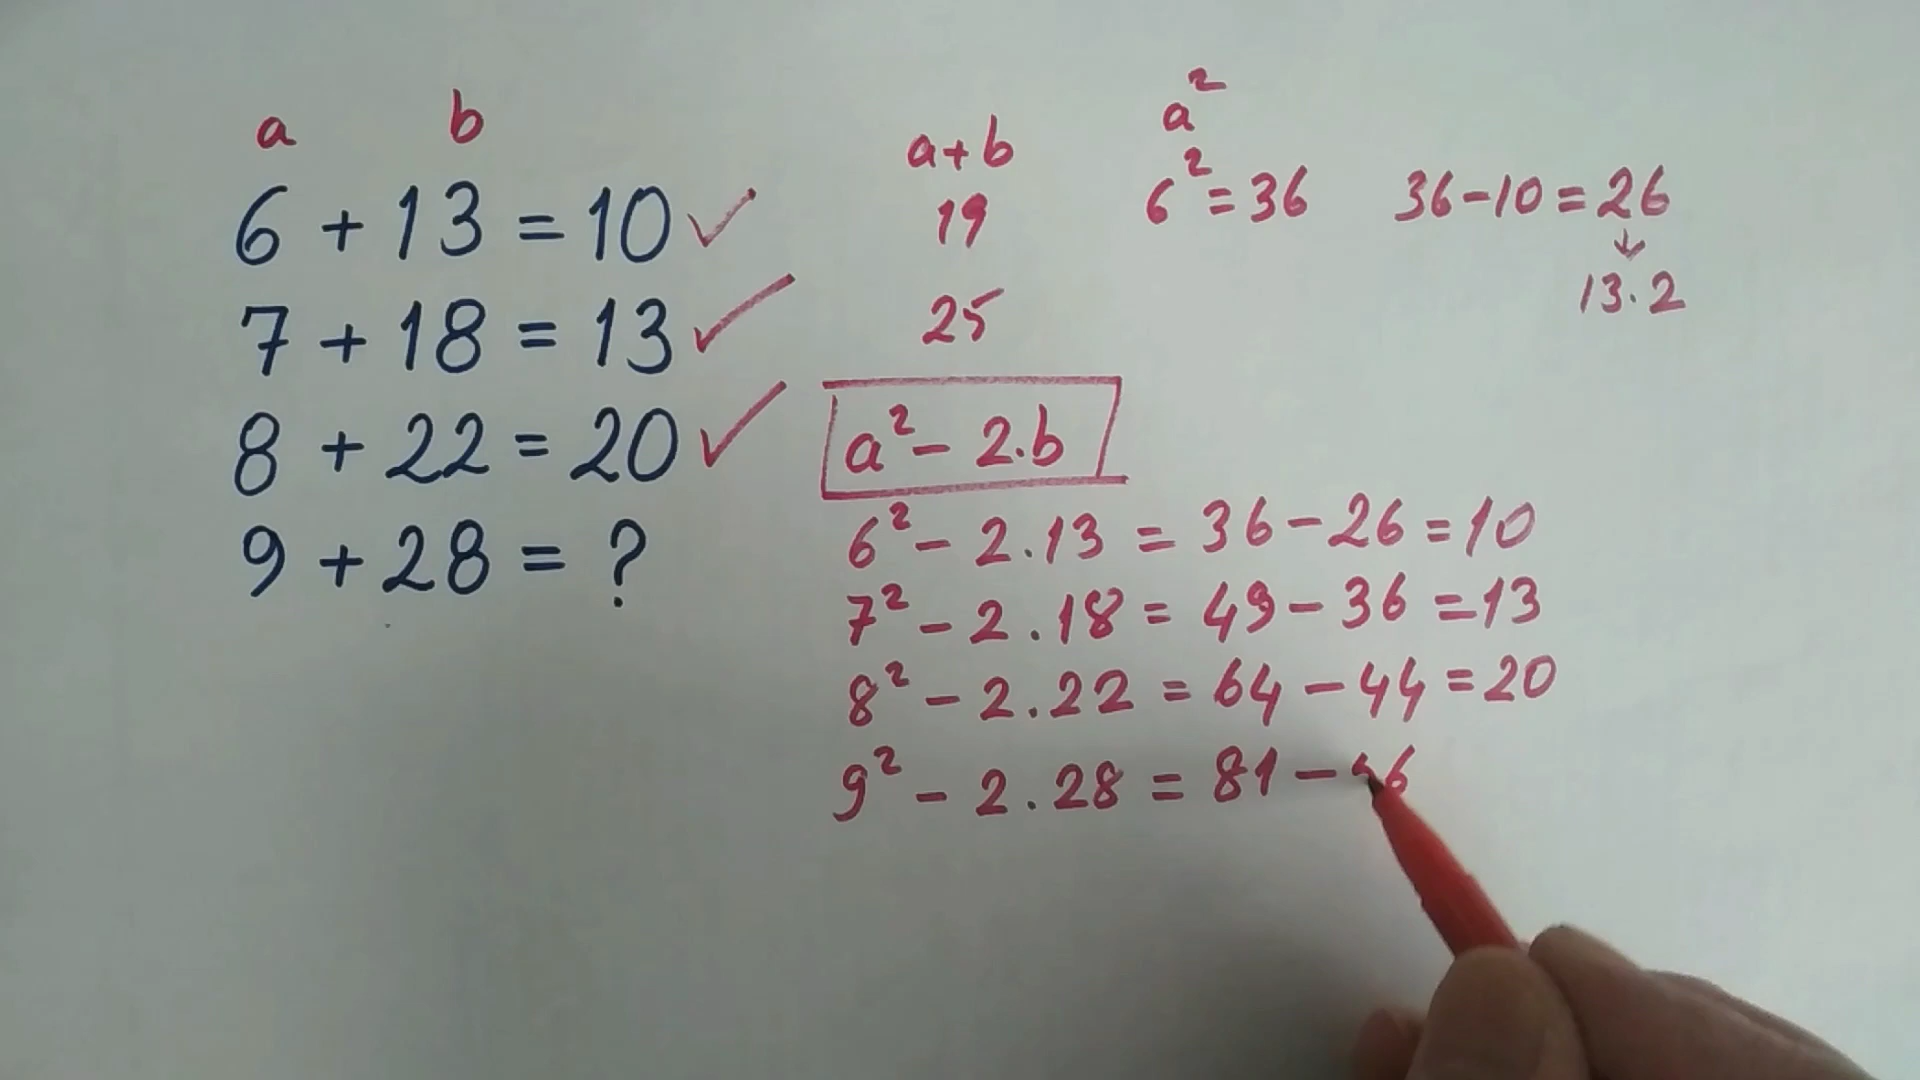 a b
6 + 13 = 10 ✓
7 + 18 = 13 ✓
8 + 22 = 20 ✓
9 + 28 = ?
a+b
19
25
a²
6² = 36
36-10 = 26
↓
13.2
a² - 2.b
6² - 2.13 = 36 - 26 = 10
7² - 2.18 = 49 - 36 = 13
8² - 2.22 = 64 - 44 = 20
9² - 2.28 = 81 -